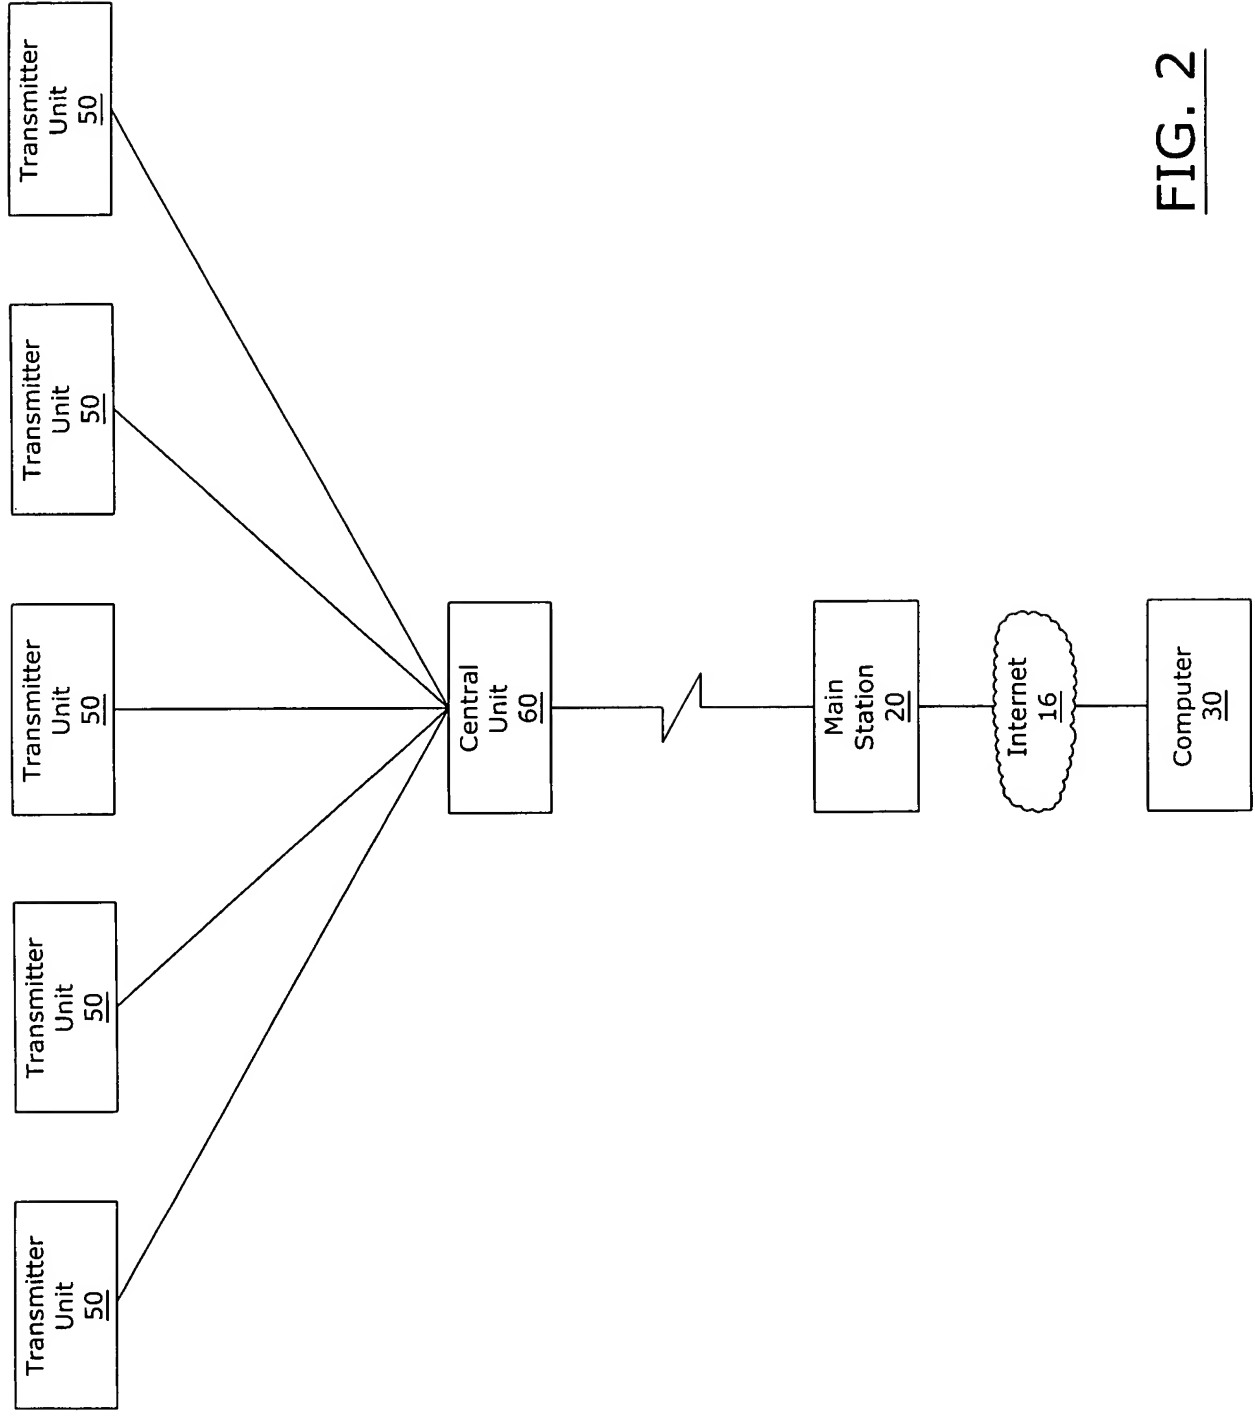 Transmitter
Unit
50
Transmitter
Unit
50
Transmitter
Unit
50
Transmitter
Unit
50
Transmitter
Unit
50
Central
Unit
60
Main
Station
20
Internet
16
Computer
30
FIG. 2